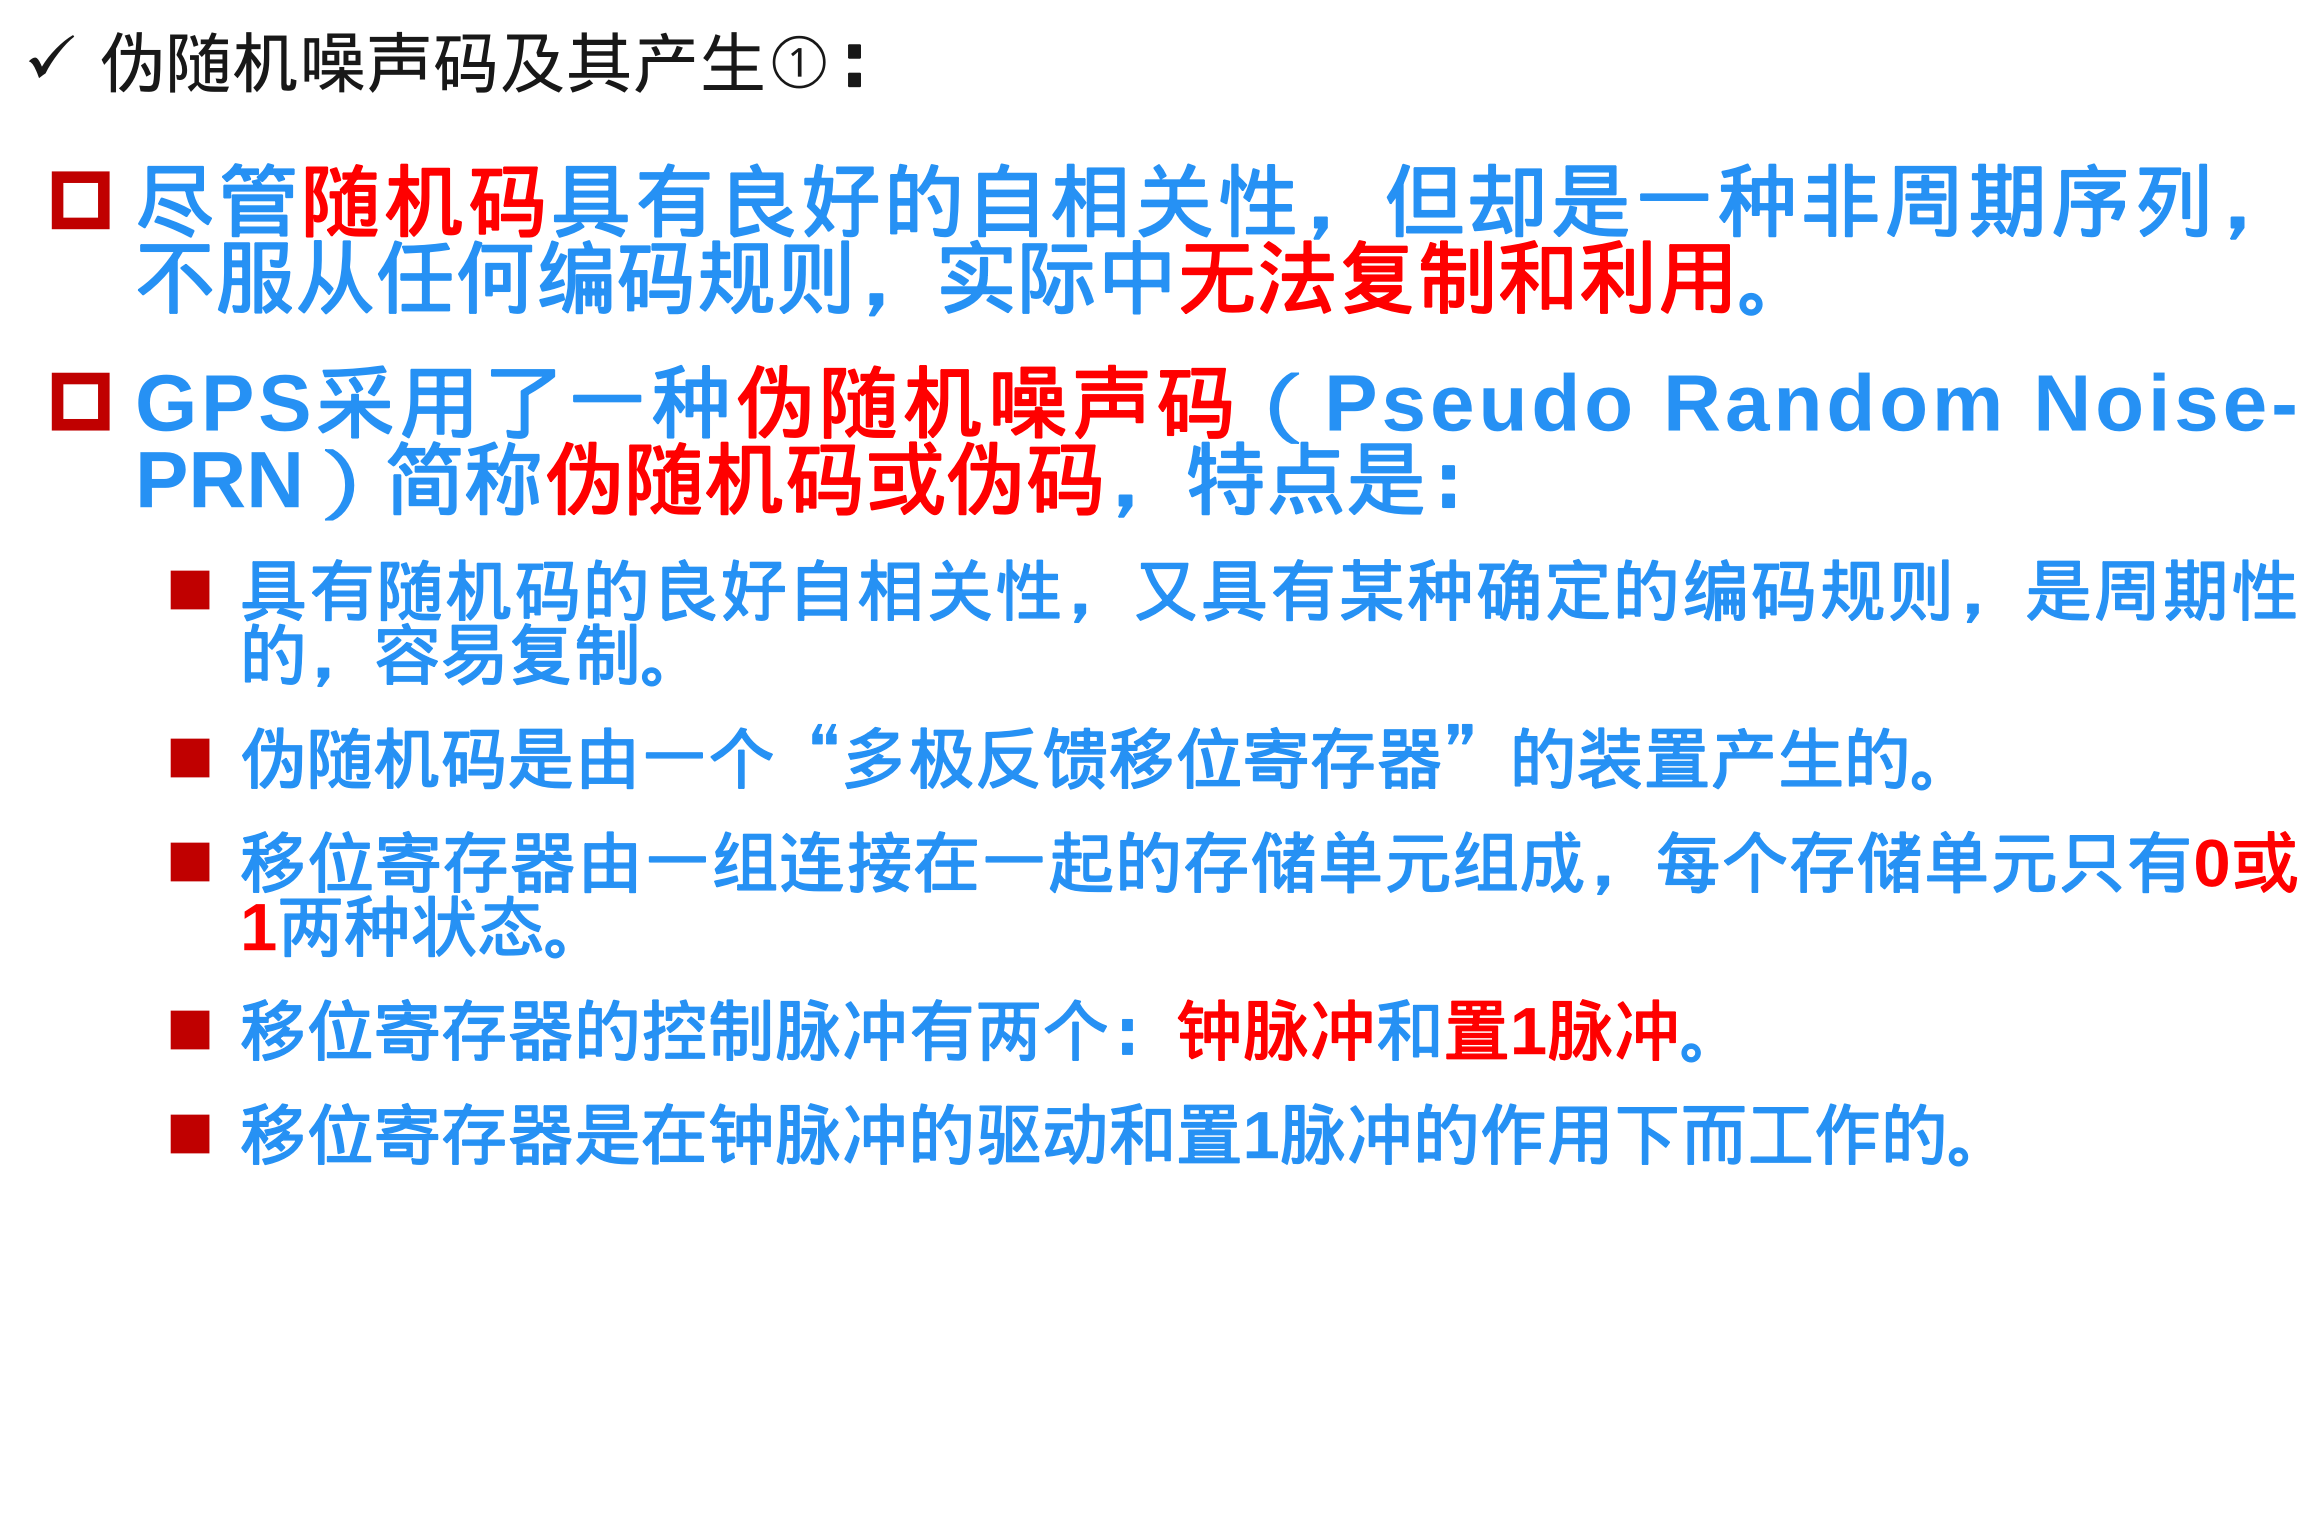 ✓ 伪随机噪声码及其产生①：
尽管随机码具有良好的自相关性，但却是一种非周期序列，
不服从任何编码规则，实际中无法复制和利用。
GPS采用了一种伪随机噪声码（Pseudo Random Noise-
PRN）简称伪随机码或伪码，特点是：
具有随机码的良好自相关性，又具有某种确定的编码规则，是周期性
的，容易复制。
伪随机码是由一个“多极反馈移位寄存器”的装置产生的。
移位寄存器由一组连接在一起的存储单元组成，每个存储单元只有0或
1两种状态。
移位寄存器的控制脉冲有两个：钟脉冲和置1脉冲。
移位寄存器是在钟脉冲的驱动和置1脉冲的作用下而工作的。